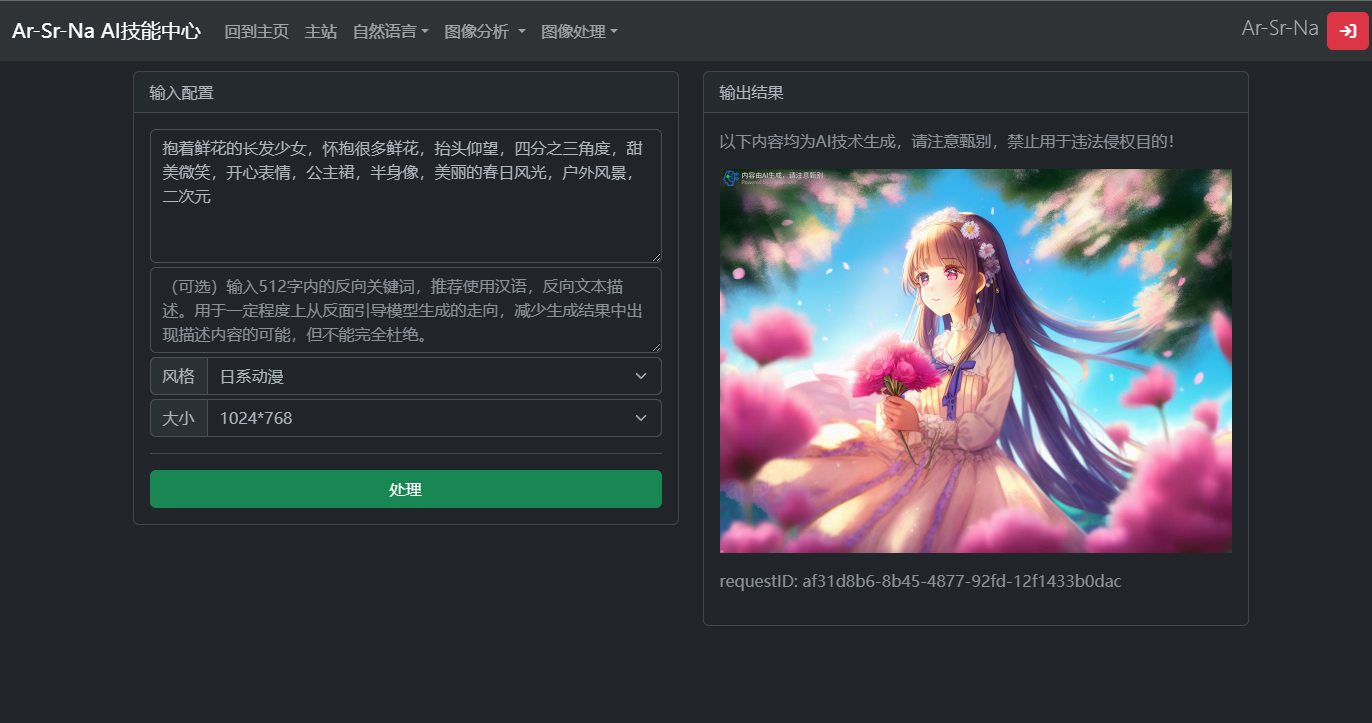 Ar-Sr-Na AI技能中心 回到主页 主站 自然语言 图像分析 图像处理 Ar-Sr-Na
输入配置
抱着鲜花的长发少女，怀抱很多鲜花，抬头仰望，四分之三角度，甜
美微笑，开心表情，公主裙，半身像，美丽的春日风光，户外风景，
二次元
（可选）输入512字内的反向关键词，推荐使用汉语，反向文本描
述。用于一定程度上从反面引导模型生成的走向，减少生成结果中出
现描述内容的可能，但不能完全杜绝。
风格 日系动漫
大小 1024*768
处理
输出结果
以下内容均为AI技术生成，请注意甄别，禁止用于违法侵权目的！
内容由AI生成，请注意甄别
Powered by
requestID: af31d8b6-8b45-4877-92fd-12f1433b0dac